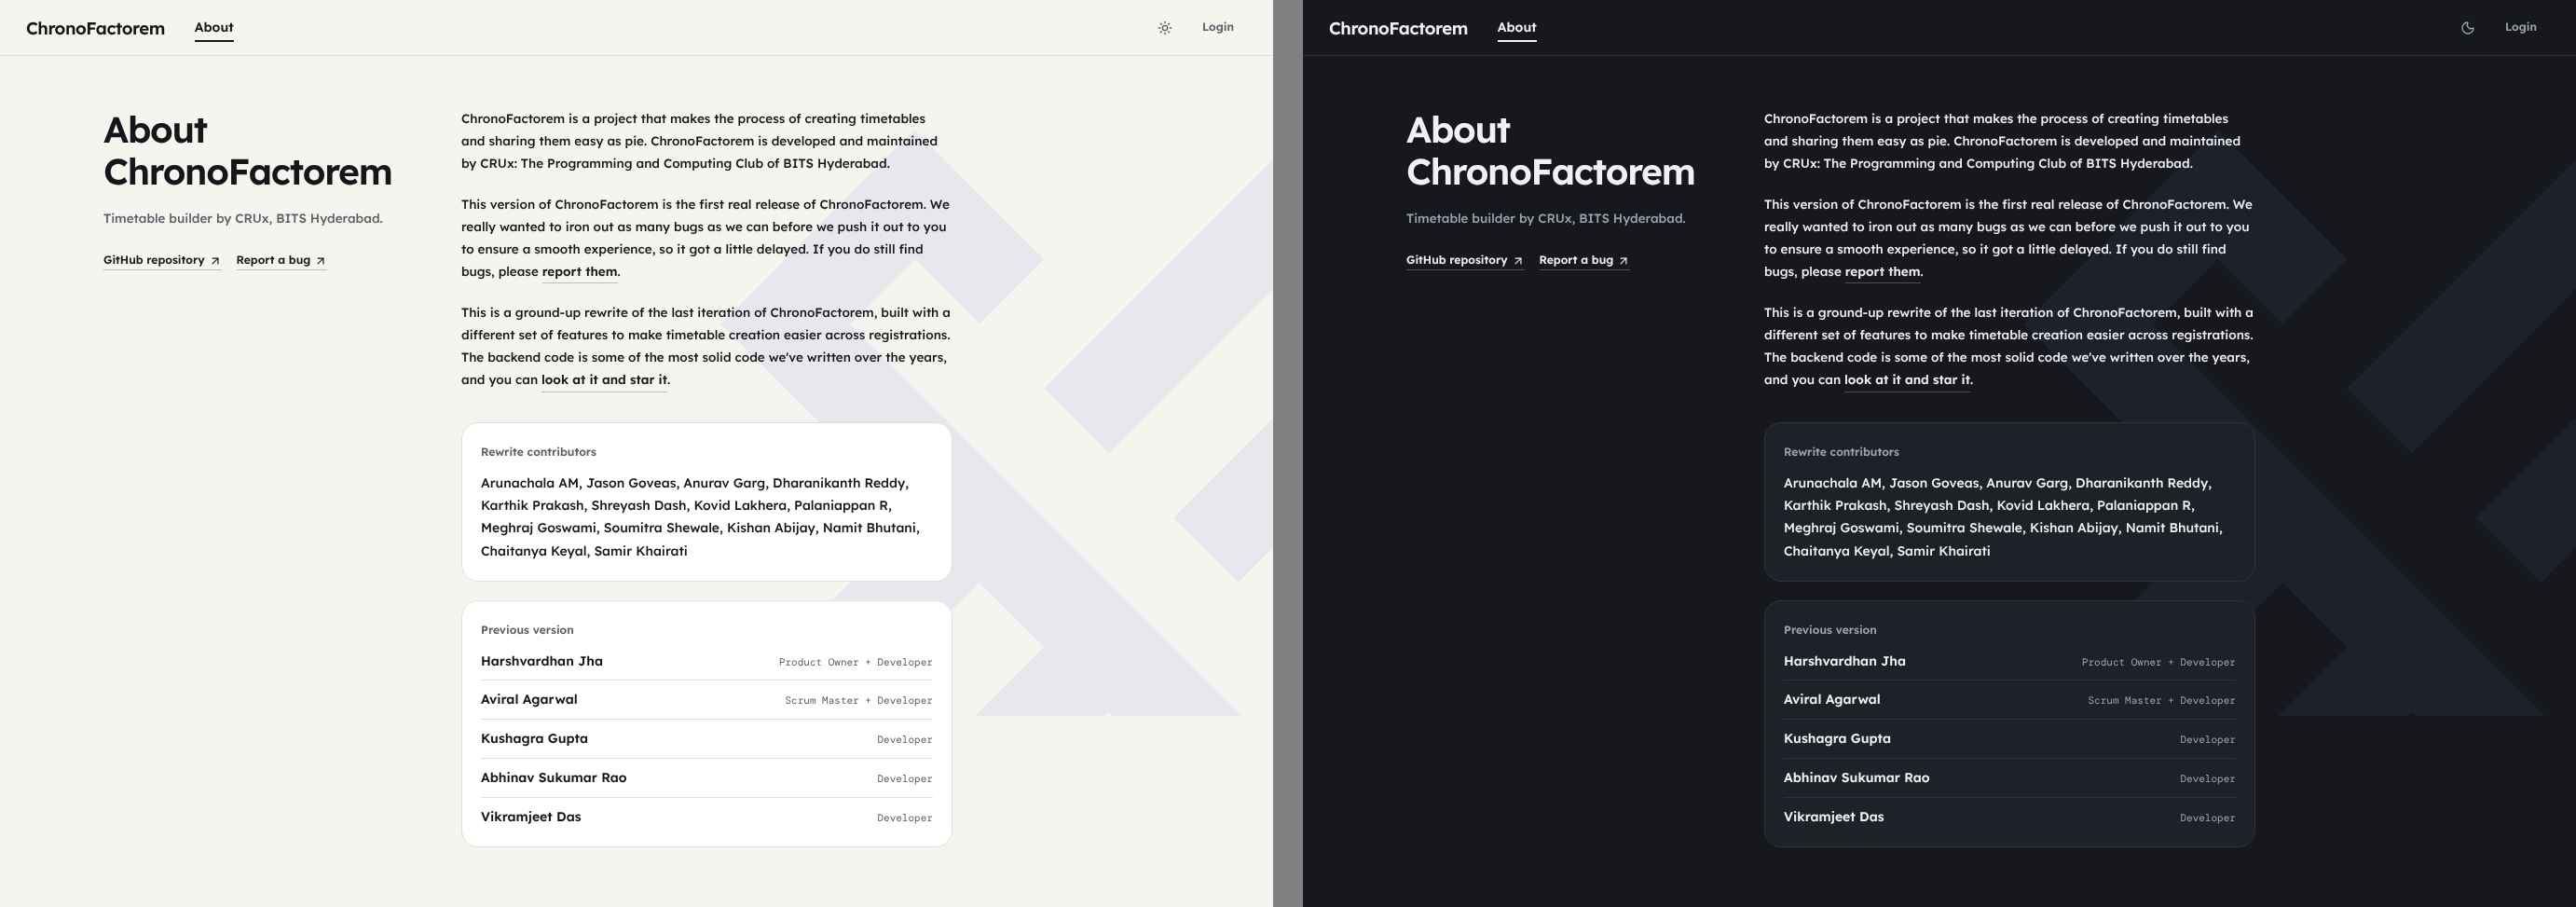 ChronoFactorem
About
Login
About
ChronoFactorem
Timetable builder by CRUx, BITS Hyderabad.
GitHub repository
Report a bug
ChronoFactorem is a project that makes the process of creating timetables
and sharing them easy as pie. ChronoFactorem is developed and maintained
by CRUx: The Programming and Computing Club of BITS Hyderabad.
This version of ChronoFactorem is the first real release of ChronoFactorem. We
really wanted to iron out as many bugs as we can before we push it out to you
to ensure a smooth experience, so it got a little delayed. If you do still find
bugs, please report them.
This is a ground-up rewrite of the last iteration of ChronoFactorem, built with a
different set of features to make timetable creation easier across registrations.
The backend code is some of the most solid code we've written over the years,
and you can look at it and star it.
Rewrite contributors
Arunachala AM, Jason Goveas, Anurav Garg, Dharanikanth Reddy,
Karthik Prakash, Shreyash Dash, Kovid Lakhera, Palaniappan R,
Meghraj Goswami, Soumitra Shewale, Kishan Abijay, Namit Bhutani,
Chaitanya Keyal, Samir Khairati
Previous version
Harshvardhan Jha Product Owner + Developer
Aviral Agarwal Scrum Master + Developer
Kushagra Gupta Developer
Abhinav Sukumar Rao Developer
Vikramjeet Das Developer
ChronoFactorem
About
Login
About
ChronoFactorem
Timetable builder by CRUx, BITS Hyderabad.
GitHub repository
Report a bug
ChronoFactorem is a project that makes the process of creating timetables
and sharing them easy as pie. ChronoFactorem is developed and maintained
by CRUx: The Programming and Computing Club of BITS Hyderabad.
This version of ChronoFactorem is the first real release of ChronoFactorem. We
really wanted to iron out as many bugs as we can before we push it out to you
to ensure a smooth experience, so it got a little delayed. If you do still find
bugs, please report them.
This is a ground-up rewrite of the last iteration of ChronoFactorem, built with a
different set of features to make timetable creation easier across registrations.
The backend code is some of the most solid code we've written over the years,
and you can look at it and star it.
Rewrite contributors
Arunachala AM, Jason Goveas, Anurav Garg, Dharanikanth Reddy,
Karthik Prakash, Shreyash Dash, Kovid Lakhera, Palaniappan R,
Meghraj Goswami, Soumitra Shewale, Kishan Abijay, Namit Bhutani,
Chaitanya Keyal, Samir Khairati
Previous version
Harshvardhan Jha Product Owner + Developer
Aviral Agarwal Scrum Master + Developer
Kushagra Gupta Developer
Abhinav Sukumar Rao Developer
Vikramjeet Das Developer